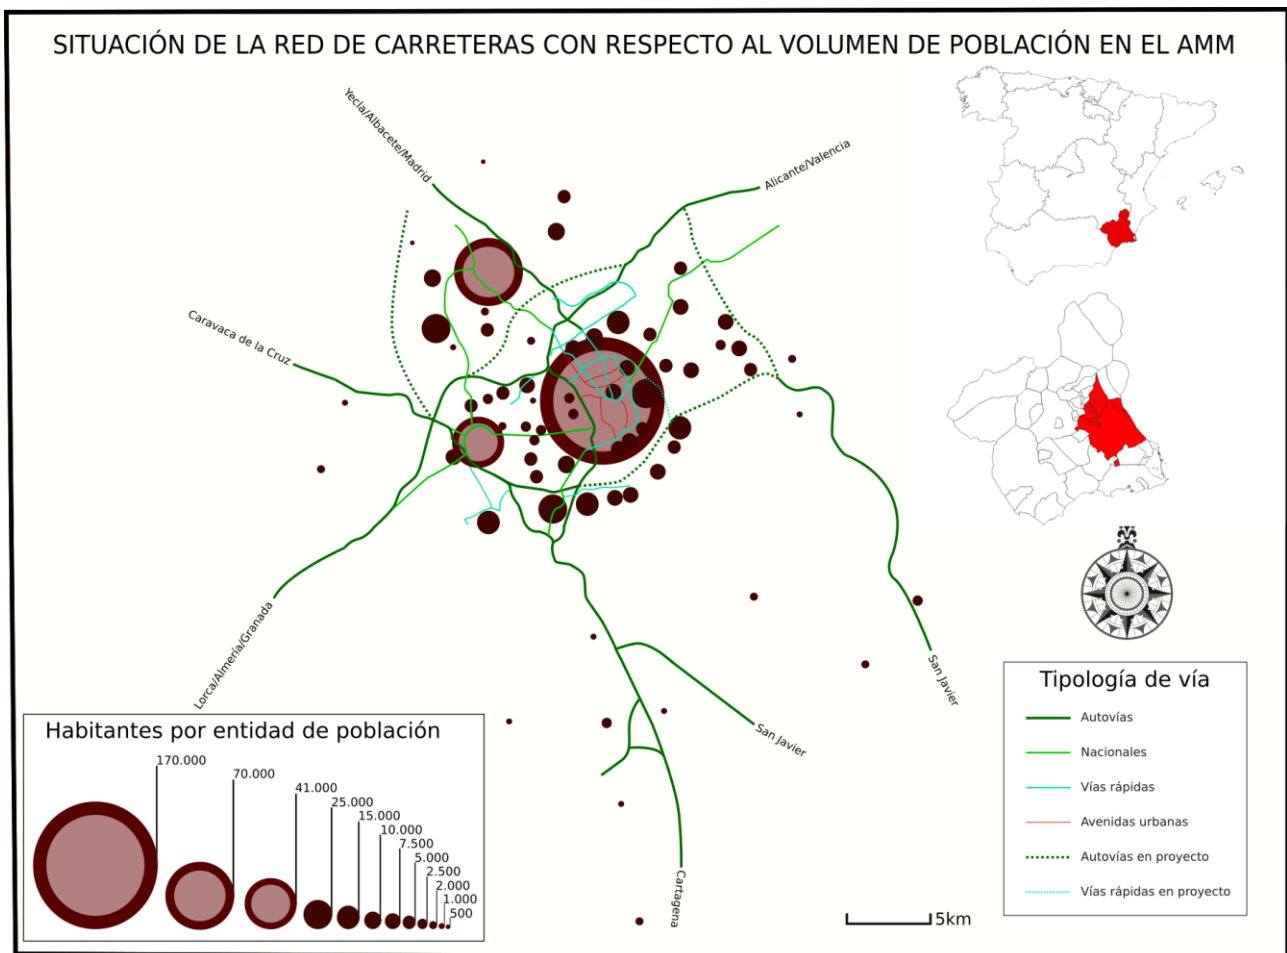 SITUACIÓN DE LA RED DE CARRETERAS CON RESPECTO AL VOLUMEN DE POBLACIÓN EN EL AMM
Yecla/Albacete/Madrid
Alicante/Valencia
Caravaca de la Cruz
Lorca/Almería/Granada
San Javier
San Javier
Cartagena
Habitantes por entidad de población
170.000
70.000
41.000
25.000
15.000
10.000
7.500
5.000
2.500
2.000
1.000
500
Tipología de vía
Autovías
Nacionales
Vías rápidas
Avenidas urbanas
Autovías en proyecto
Vías rápidas en proyecto
5km